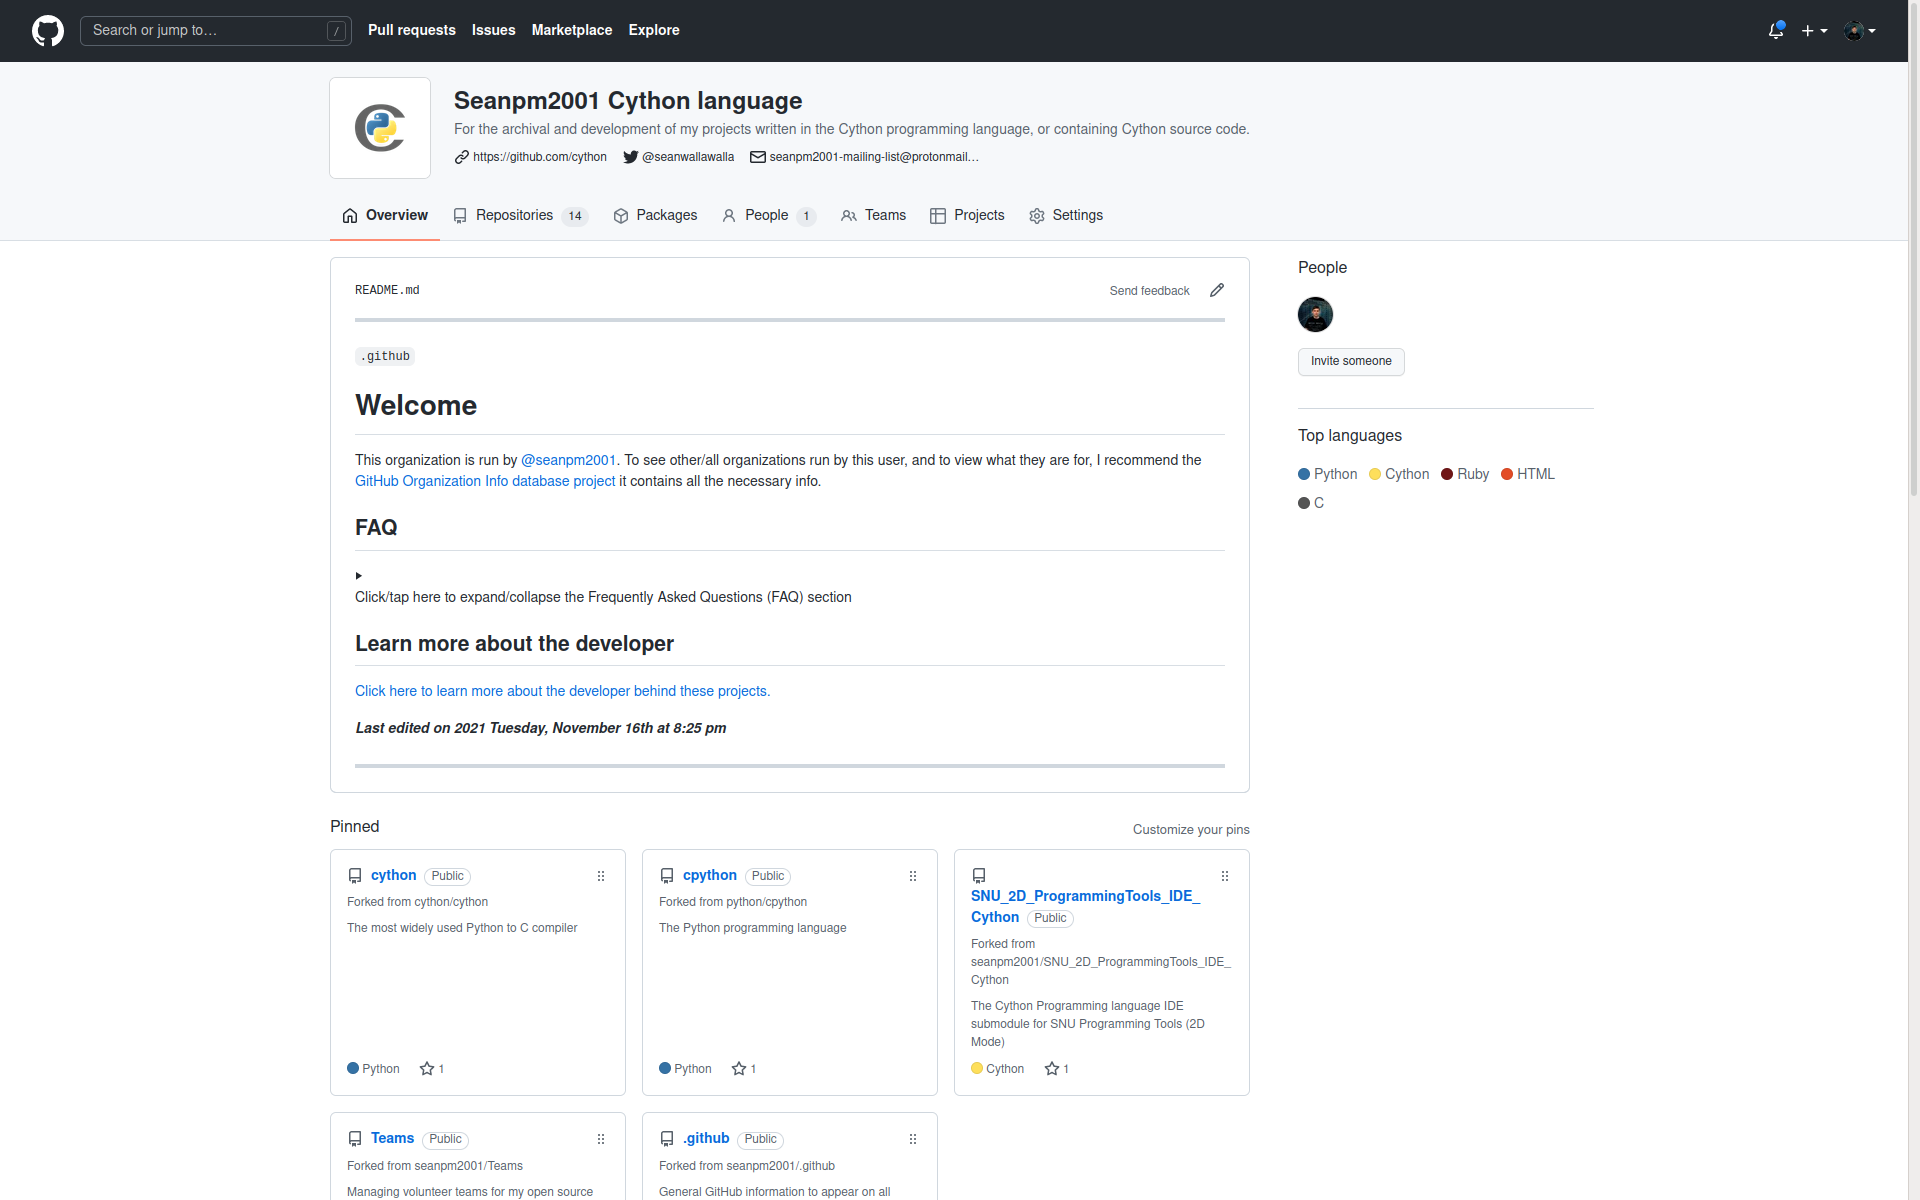 Search or jump to…
/
Pull requests
Issues
Marketplace
Explore
Seanpm2001 Cython language
For the archival and development of my projects written in the Cython programming language, or containing Cython source code.
https://github.com/cython
@seanwallawalla
seanpm2001-mailing-list@protonmail…
Overview
Repositories 14
Packages
People 1
Teams
Projects
Settings
README.md
Send feedback
.github
Welcome
This organization is run by @seanpm2001. To see other/all organizations run by this user, and to view what they are for, I recommend the
GitHub Organization Info database project it contains all the necessary info.
FAQ
Click/tap here to expand/collapse the Frequently Asked Questions (FAQ) section
Learn more about the developer
Click here to learn more about the developer behind these projects.
Last edited on 2021 Tuesday, November 16th at 8:25 pm
People
Invite someone
Top languages
Python
Cython
Ruby
HTML
C
Pinned
Customize your pins
cython Public
Forked from cython/cython
The most widely used Python to C compiler
Python 1
cpython Public
Forked from python/cpython
The Python programming language
Python 1
SNU_2D_ProgrammingTools_IDE_
Cython Public
Forked from
seanpm2001/SNU_2D_ProgrammingTools_IDE_
Cython
The Cython Programming language IDE
submodule for SNU Programming Tools (2D
Mode)
Cython 1
Teams Public
Forked from seanpm2001/Teams
Managing volunteer teams for my open source
.github Public
Forked from seanpm2001/.github
General GitHub information to appear on all